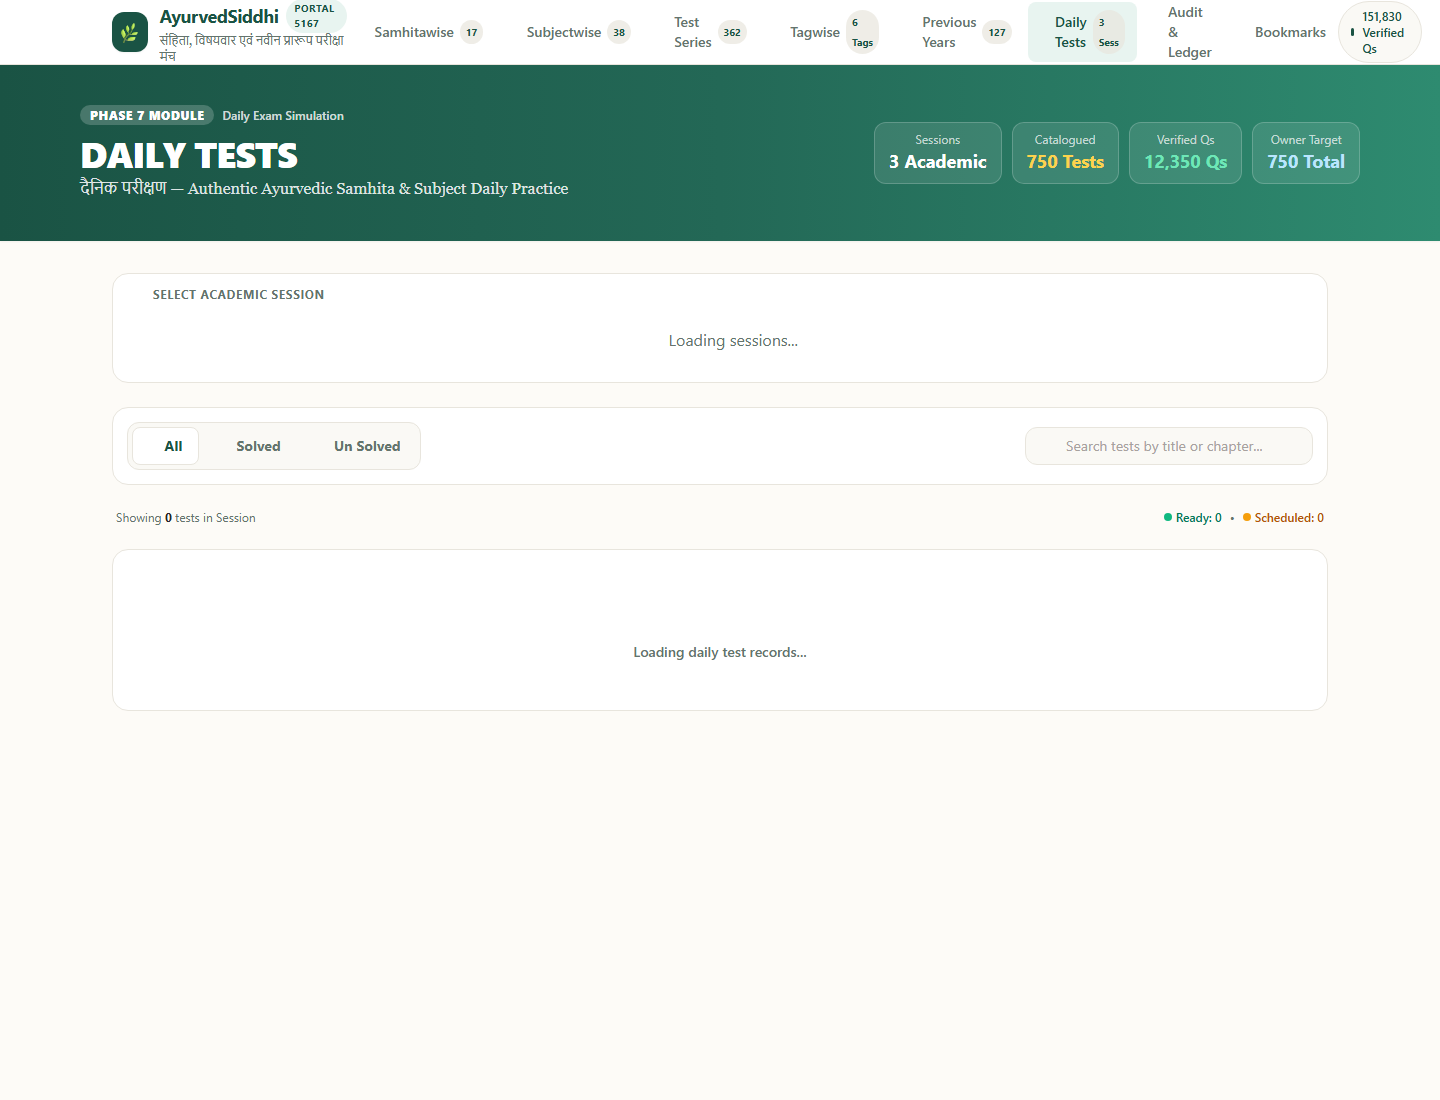 AyurvedSiddhi
PORTAL
5167
संहिता, विषयवार एवं नवीन प्रारूप परीक्षा
मंच
Samhitawise 17
Subjectwise 38
Test
Series 362
Tagwise 6
Tags
Previous
Years 127
Daily
Tests 3
Sess
Audit
&
Ledger
Bookmarks
151,830
Verified
Qs
PHASE 7 MODULE Daily Exam Simulation
DAILY TESTS
दैनिक परीक्षण — Authentic Ayurvedic Samhita & Subject Daily Practice
Sessions
3 Academic
Catalogued
750 Tests
Verified Qs
12,350 Qs
Owner Target
750 Total
SELECT ACADEMIC SESSION
Loading sessions...
All Solved Un Solved
Search tests by title or chapter...
Showing 0 tests in Session
Ready: 0 • Scheduled: 0
Loading daily test records...